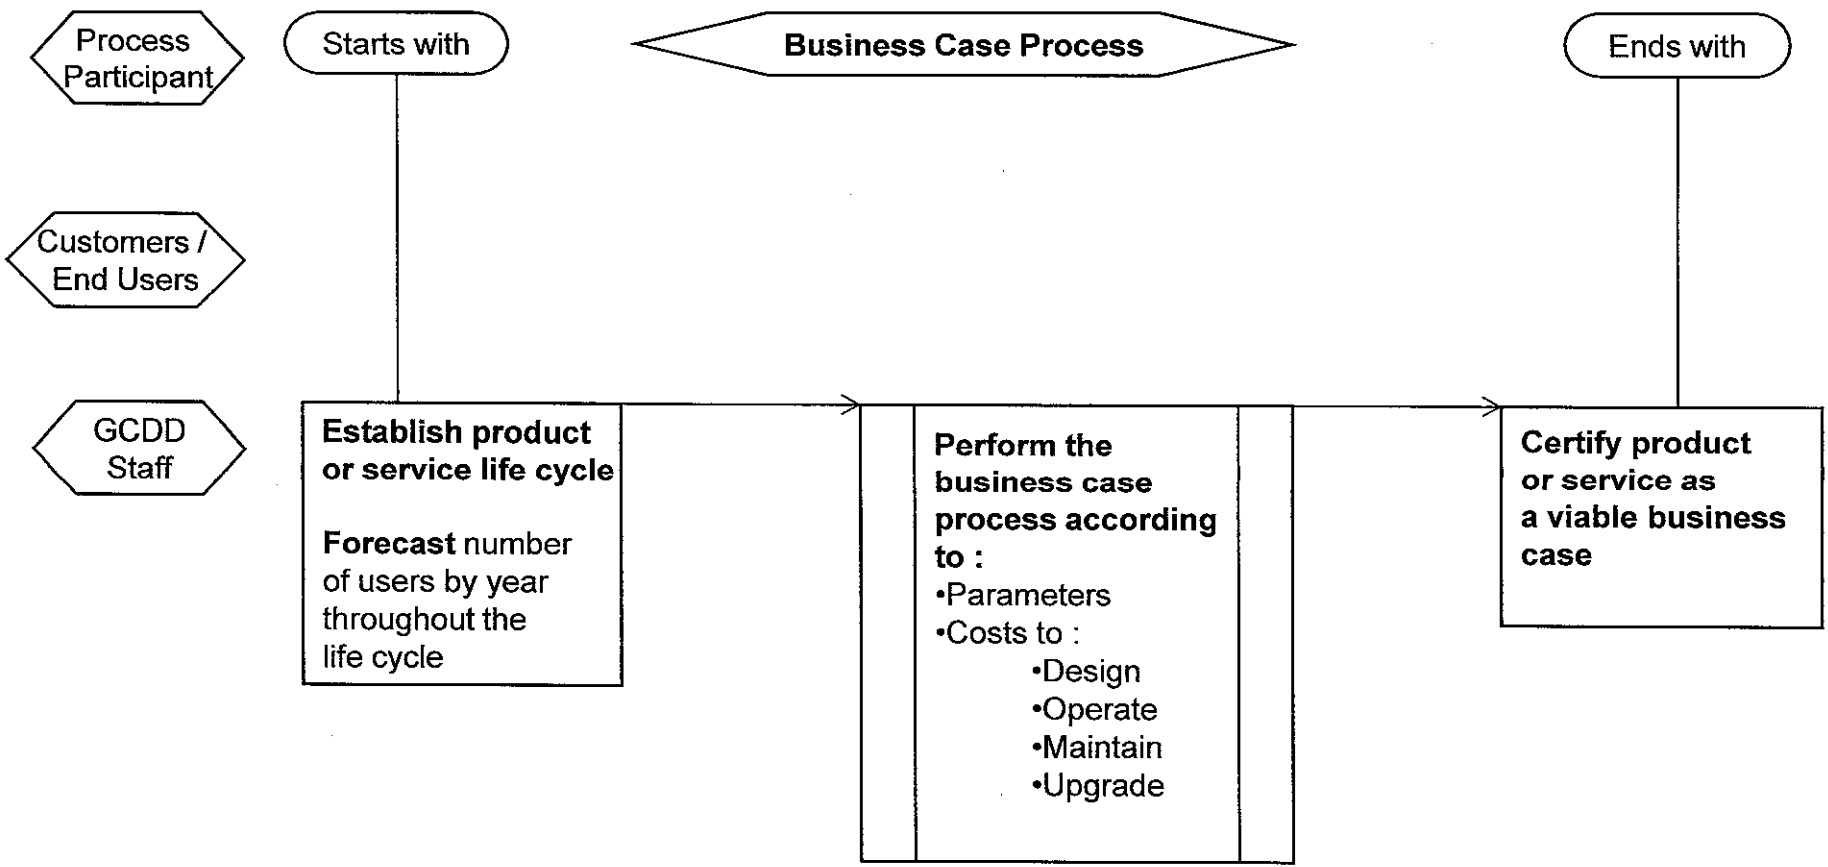 Process
Participant
Starts with
Business Case Process
Ends with
Customers /
End Users
GCDD
Staff
Establish product
or service life cycle
Forecast number
of users by year
throughout the
life cycle
Perform the
business case
process according
to :
•Parameters
•Costs to :
•Design
•Operate
•Maintain
•Upgrade
Certify product
or service as
a viable business
case